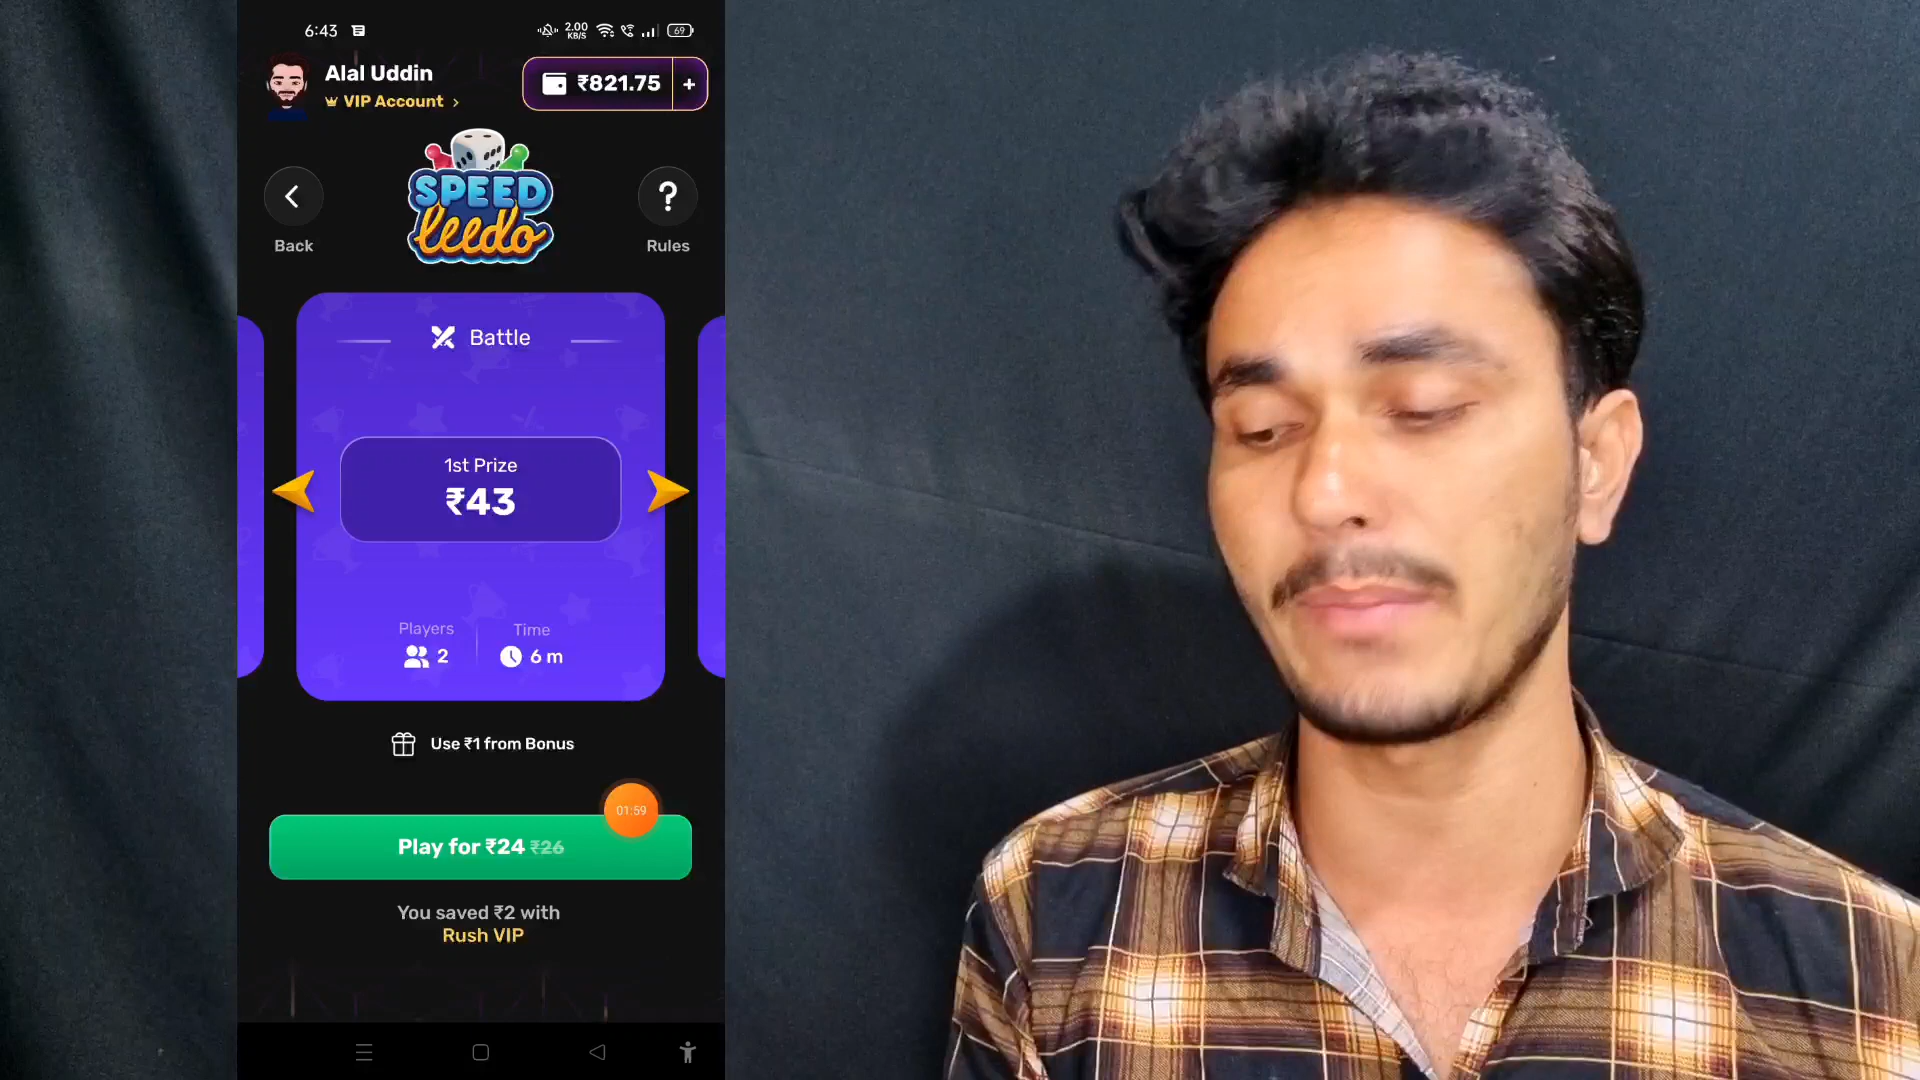 6:43
2.00
KB/S
69
Alal Uddin
VIP Account
₹821.75 +
SPEED
leedo
Back
? 
Rules
Battle
1st Prize
₹43
Players
2
Time
6 m
Use ₹1 from Bonus
01:59
Play for ₹24 ₹26
You saved ₹2 with
Rush VIP